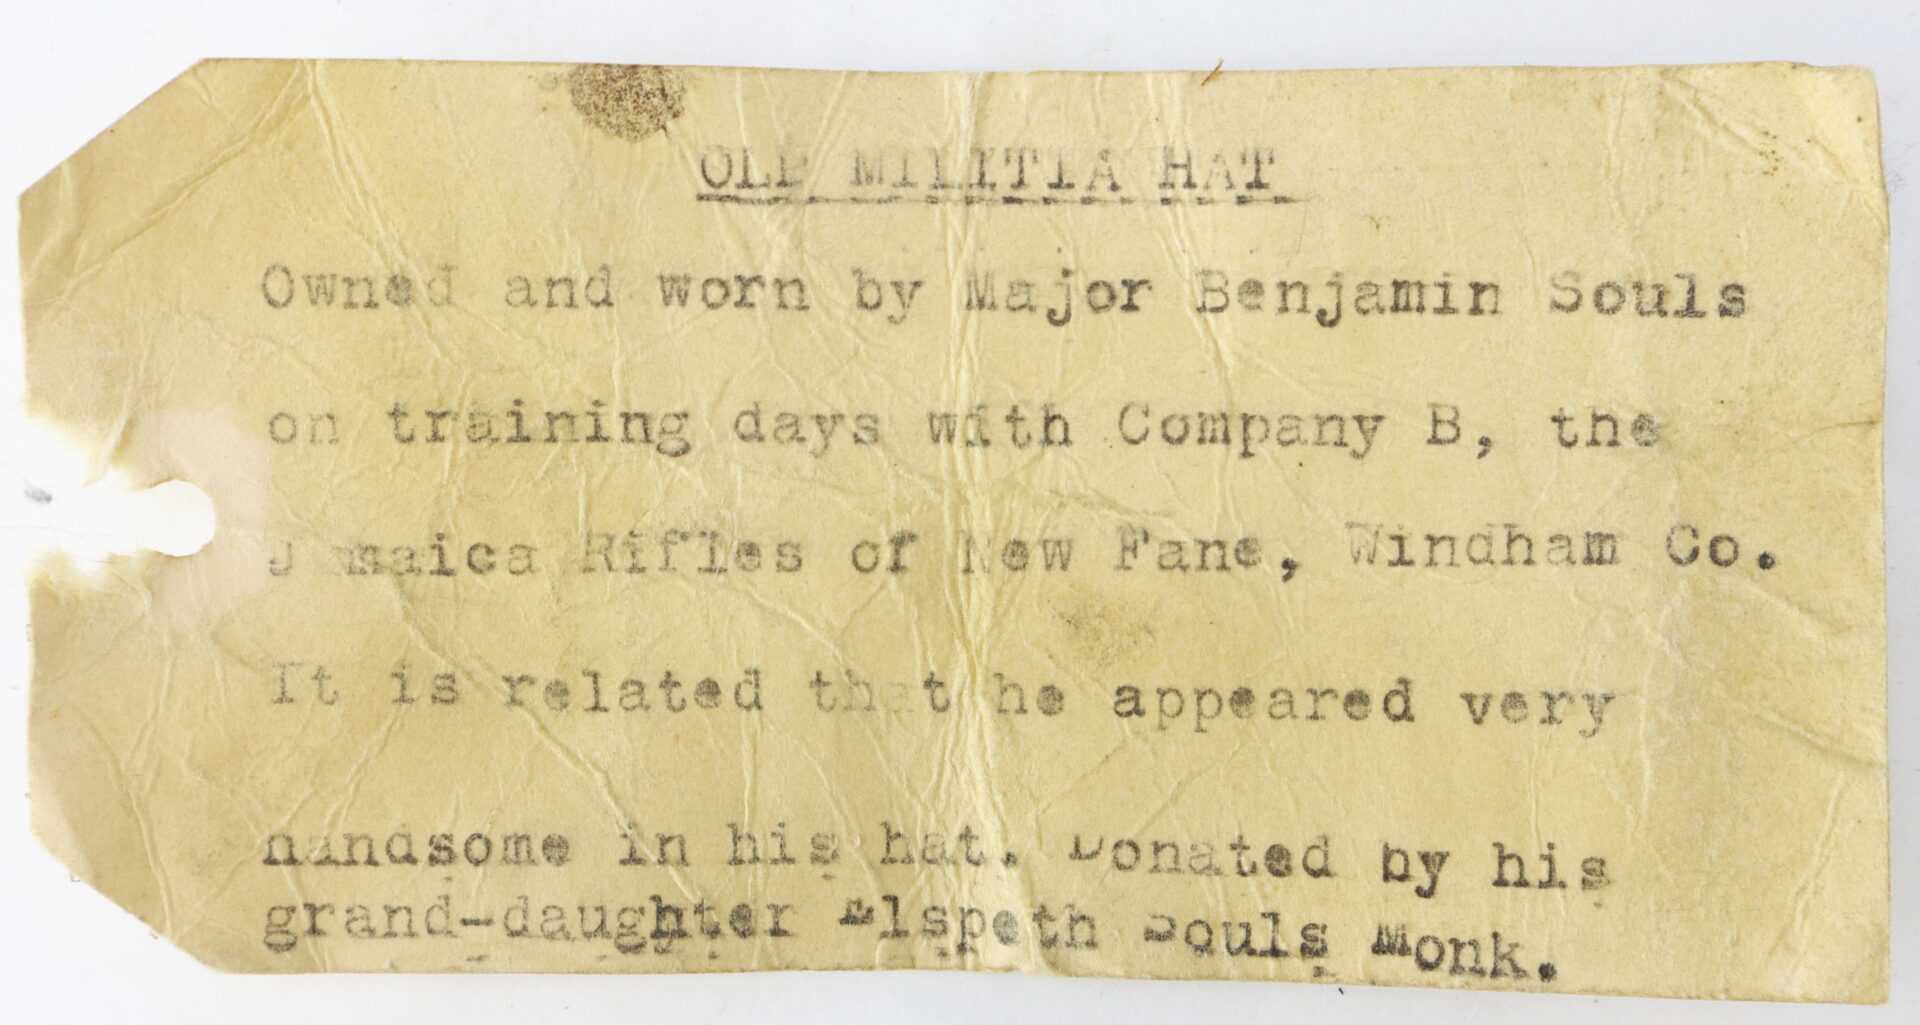 OLD MILITIA HAT
Owned and worn by Major Benjamin Souls
on training days with Company B, the
Jamaica Rifles of New Fane, Windham Co.
It is related that he appeared very
handsome in his hat. Donated by his
grand-daughter Elspeth Souls Monk.